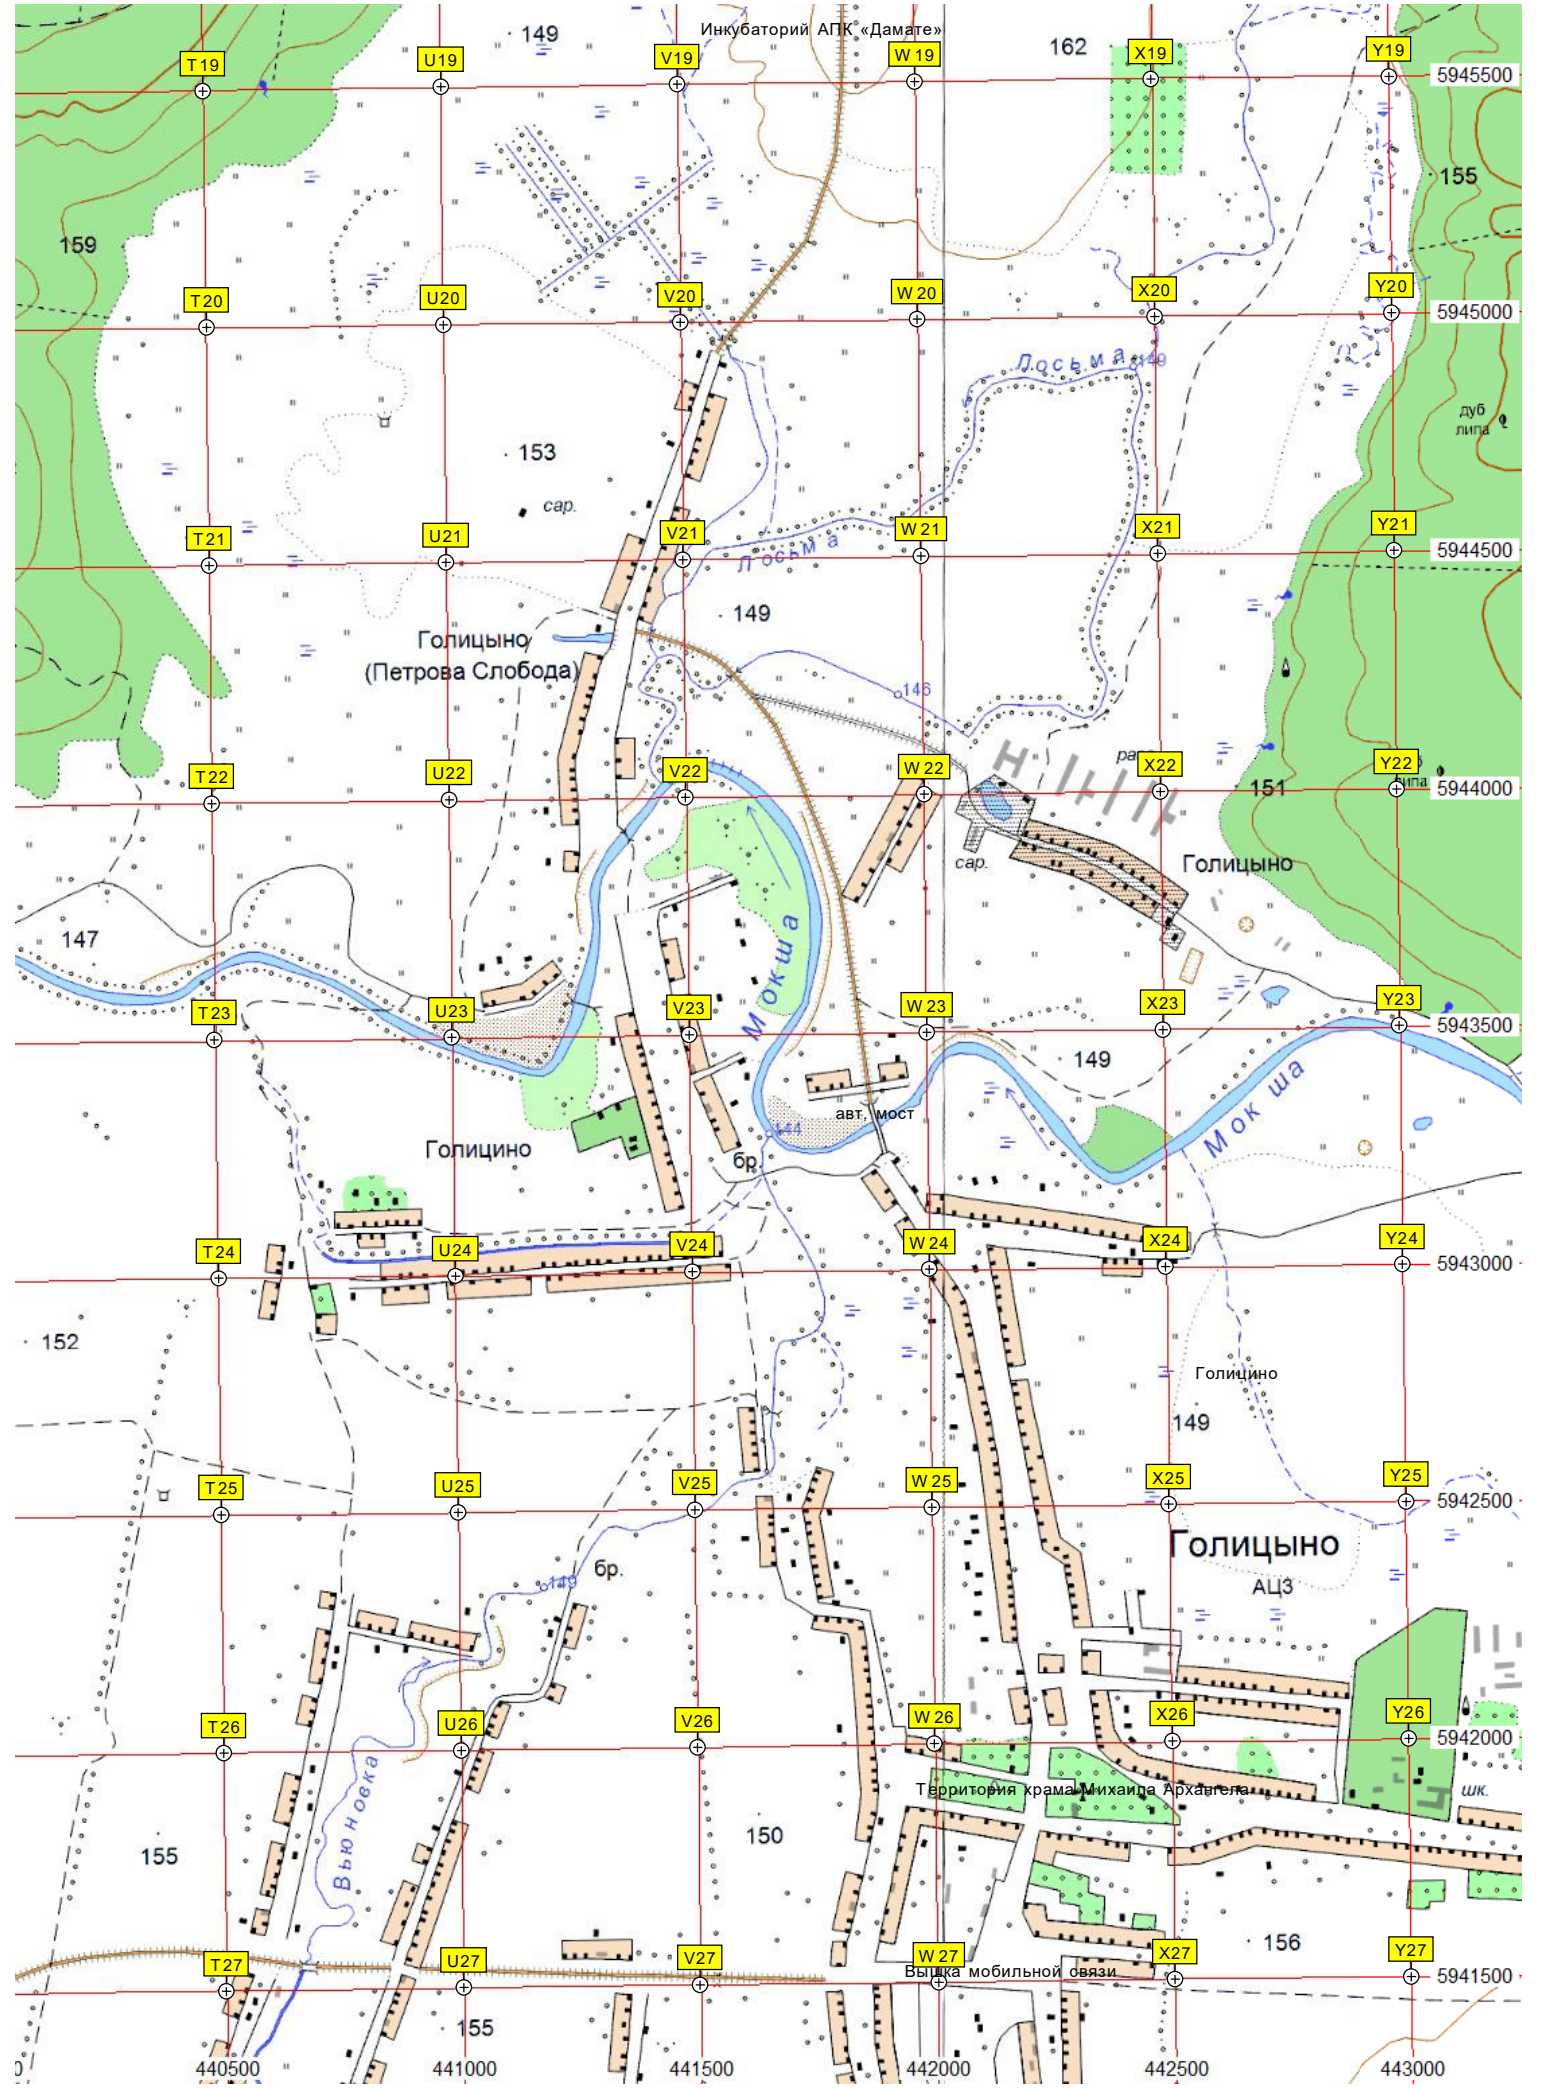 149
Инкубаторий АПК «Дамате»
162
T19
U19
V19
W19
X19
Y19
5945500
155
159
T20
U20
V20
W20
X20
Y20
5945000
Лосьма
149
дуб
липа
153
сар.
T21
U21
V21
W21
X21
Y21
5944500
Лосьма
149
Голицыно
(Петрова Слобода)
146
T22
U22
V22
W22
X22
Y22
липа
5944000
151
сар.
Голицыно
147
Мокша
T23
U23
V23
W23
X23
Y23
5943500
149
Мокша
авт. мост
144
Голицино
бр.
T24
U24
V24
W24
X24
Y24
5943000
152
Голицино
149
T25
U25
V25
W25
X25
Y25
5942500
Голицыно
АЦЗ
бр.
149
T26
U26
V26
W26
X26
Y26
5942000
Территория храма Михаила Архангела
шк.
Вьюновка
150
155
156
T27
U27
V27
W27
X27
Y27
Вышка мобильной связи
5941500
155
0
440500
441000
441500
442000
442500
443000